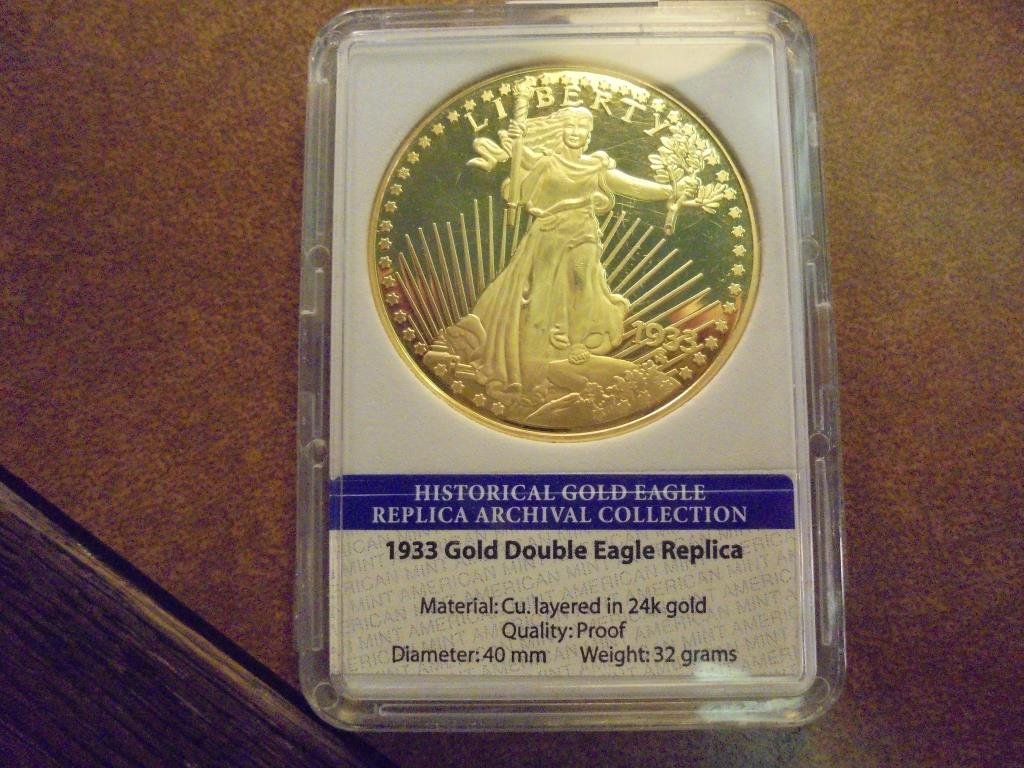 LIBERTY
1933
HISTORICAL GOLD EAGLE
REPLICA ARCHIVAL COLLECTION
1933 Gold Double Eagle Replica
Material: Cu. layered in 24k gold
Quality: Proof
Diameter: 40 mm Weight: 32 grams